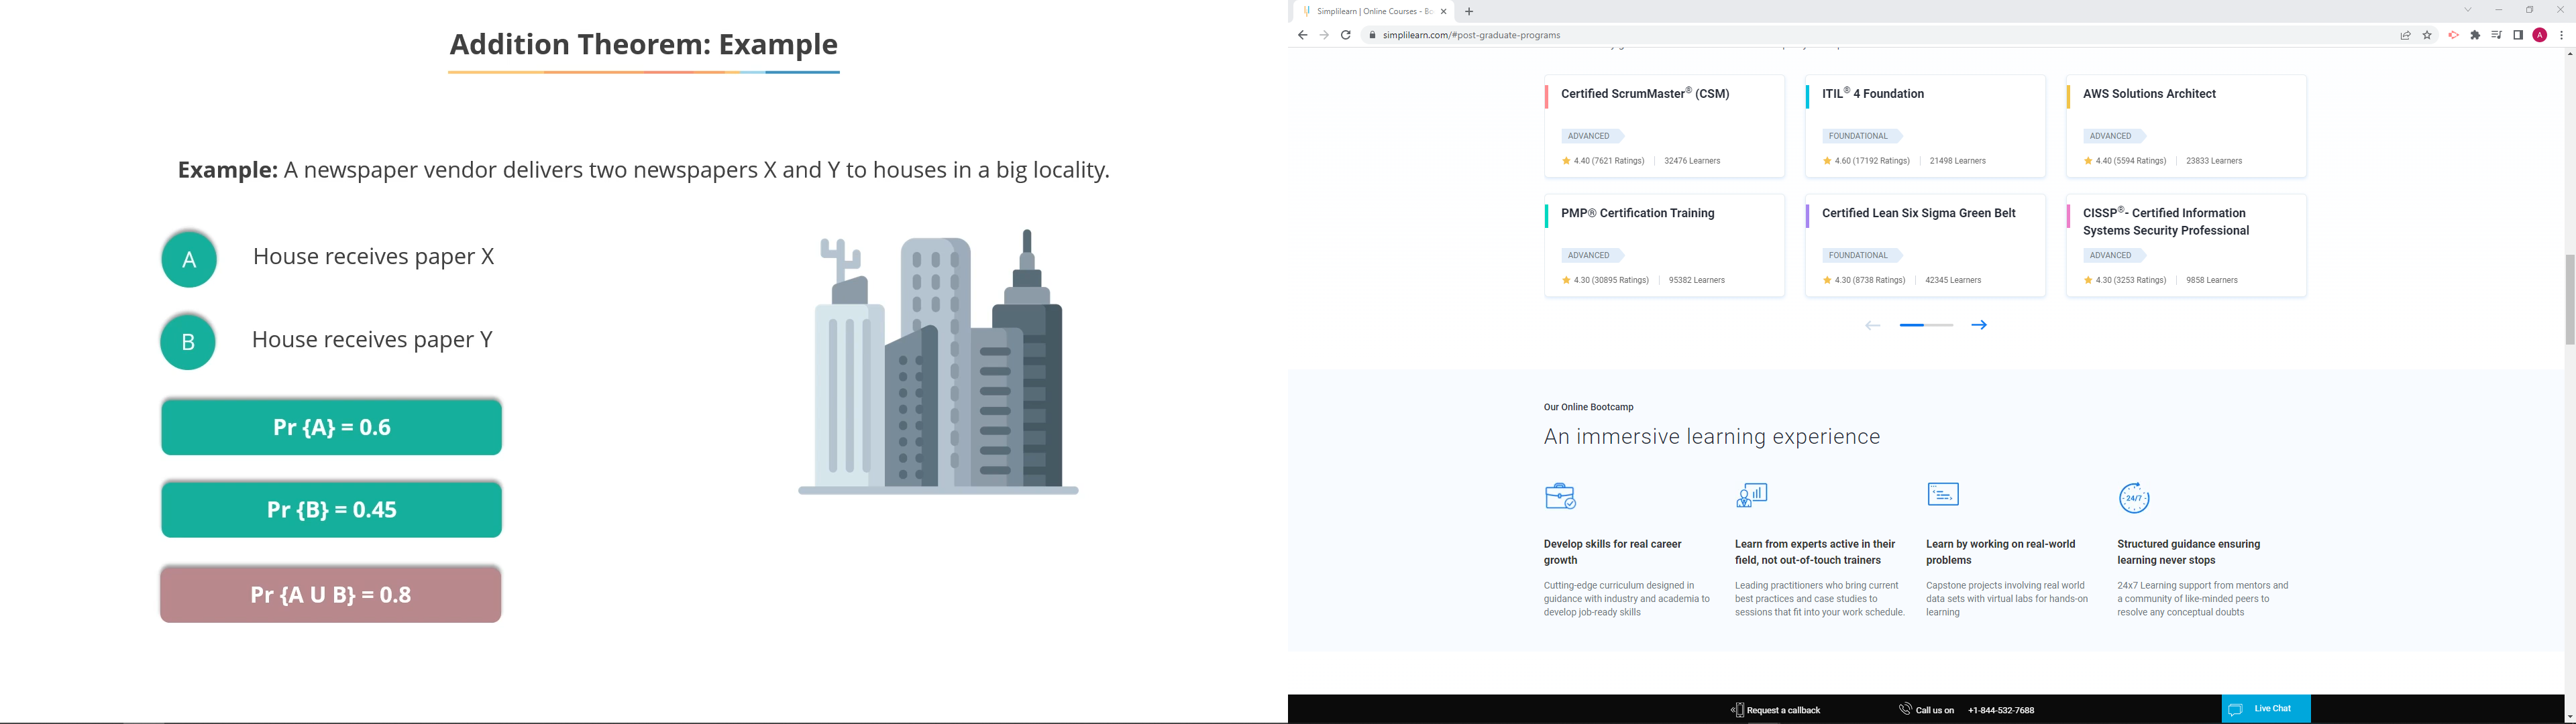 Addition Theorem: Example
Example: A newspaper vendor delivers two newspapers X and Y to houses in a big locality.
A House receives paper X
B House receives paper Y
Pr {A} = 0.6
Pr {B} = 0.45
Pr {A U B} = 0.8
Simplilearn | Online Courses - Bo
simplilearn.com/#post-graduate-programs
A
Certified ScrumMaster® (CSM)
ADVANCED
4.40 (7621 Ratings) 32476 Learners
ITIL® 4 Foundation
FOUNDATIONAL
4.60 (17192 Ratings) 21498 Learners
AWS Solutions Architect
ADVANCED
4.40 (5594 Ratings) 23833 Learners
PMP® Certification Training
ADVANCED
4.30 (30895 Ratings) 95382 Learners
Certified Lean Six Sigma Green Belt
FOUNDATIONAL
4.30 (8738 Ratings) 42345 Learners
CISSP®- Certified Information
Systems Security Professional
ADVANCED
4.30 (3253 Ratings) 9858 Learners
Our Online Bootcamp
An immersive learning experience
Develop skills for real career
growth
Cutting-edge curriculum designed in
guidance with industry and academia to
develop job-ready skills
Learn from experts active in their
field, not out-of-touch trainers
Leading practitioners who bring current
best practices and case studies to
sessions that fit into your work schedule.
Learn by working on real-world
problems
Capstone projects involving real world
data sets with virtual labs for hands-on
learning
24/7
Structured guidance ensuring
learning never stops
24x7 Learning support from mentors and
a community of like-minded peers to
resolve any conceptual doubts
Request a callback
Call us on +1-844-532-7688
Live Chat